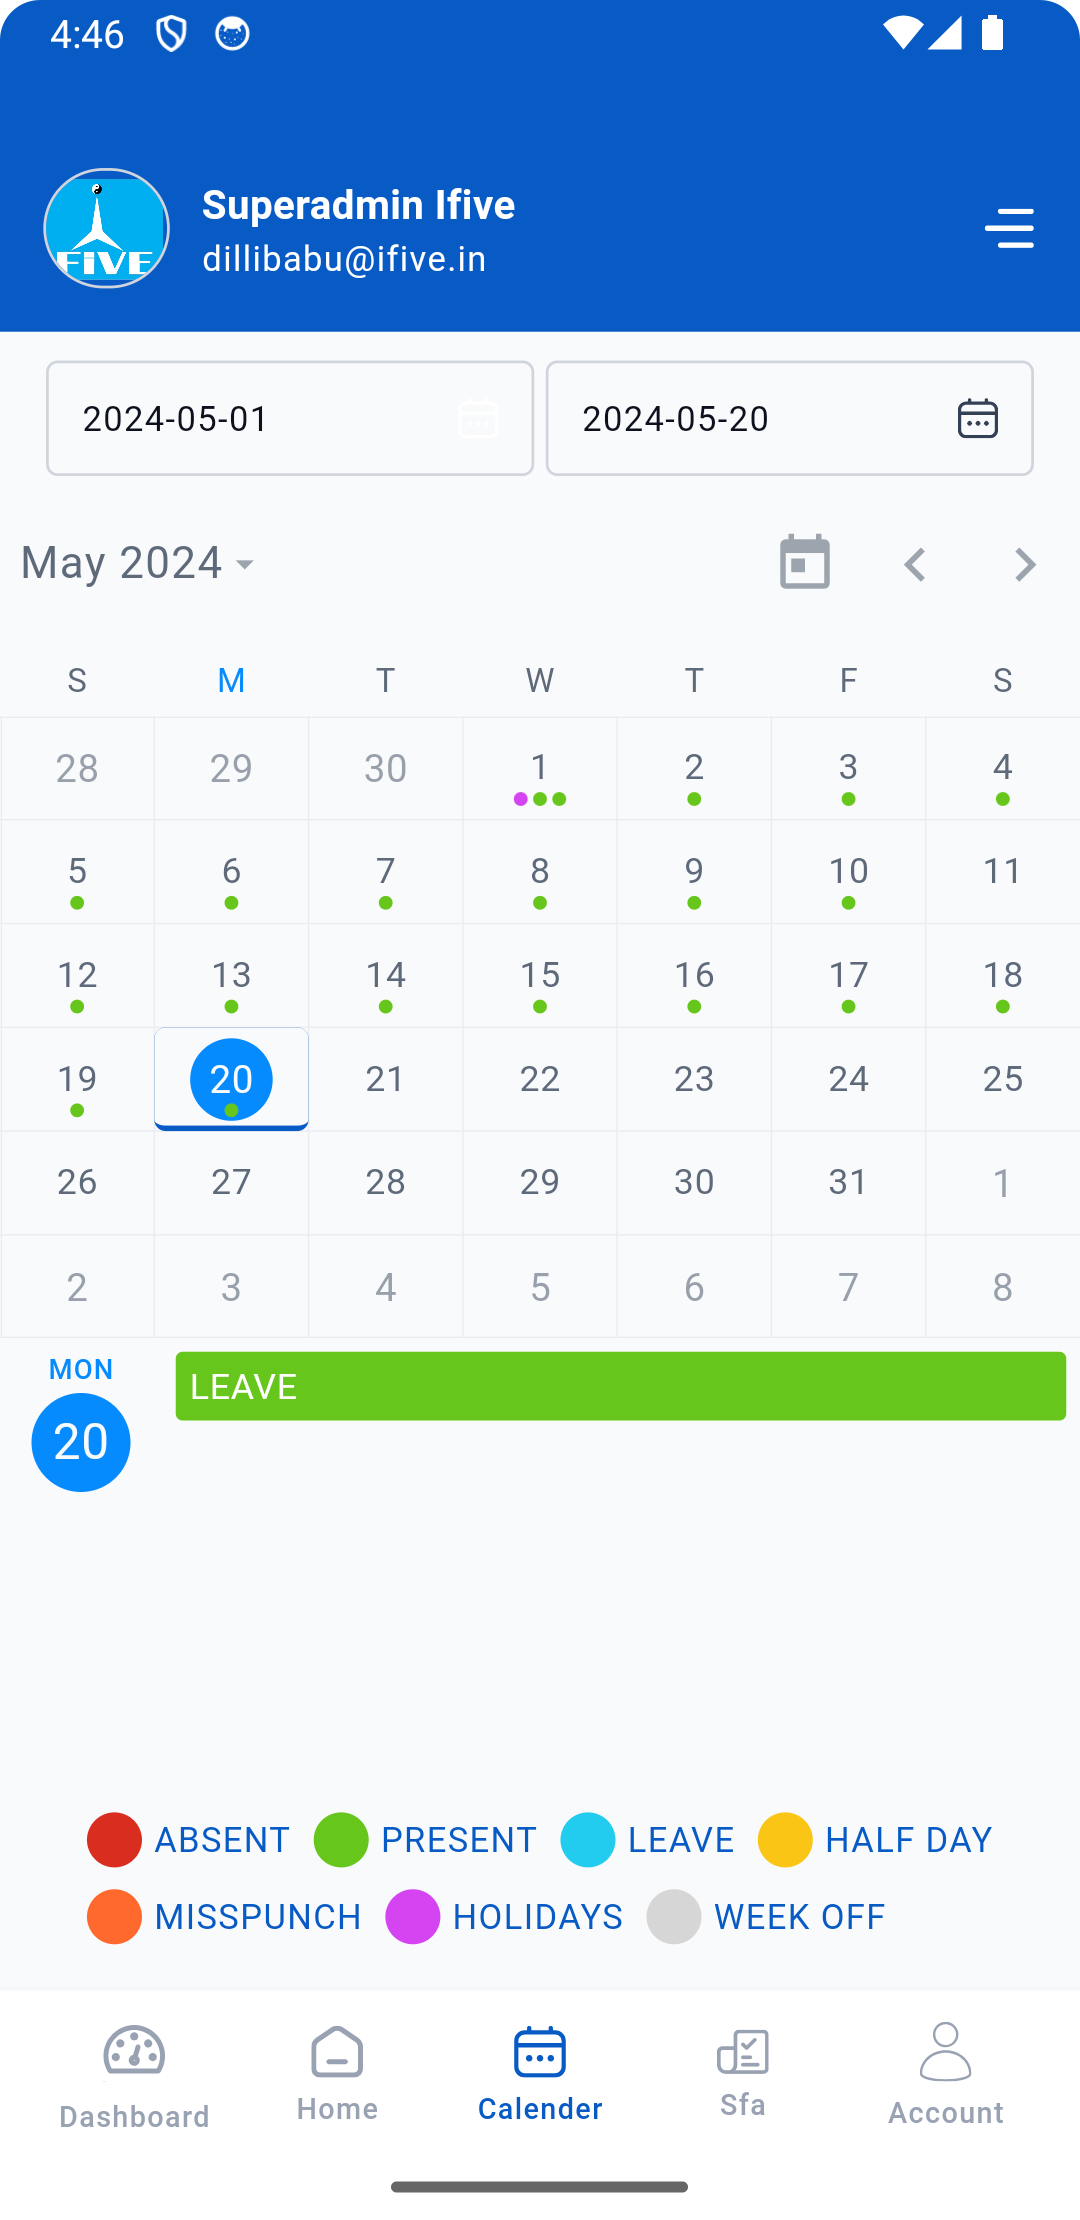 4:46
Superadmin Ifive
dillibabu@ifive.in
FiVE
2024-05-01 2024-05-20
May 2024
S M T W T F S
28 29 30 1 2 3 4
5 6 7 8 9 10 11
12 13 14 15 16 17 18
19 20 21 22 23 24 25
26 27 28 29 30 31 1
2 3 4 5 6 7 8
MON
LEAVE
20
ABSENT PRESENT LEAVE HALF DAY
MISSPUNCH HOLIDAYS WEEK OFF
Dashboard Home Calender Sfa Account